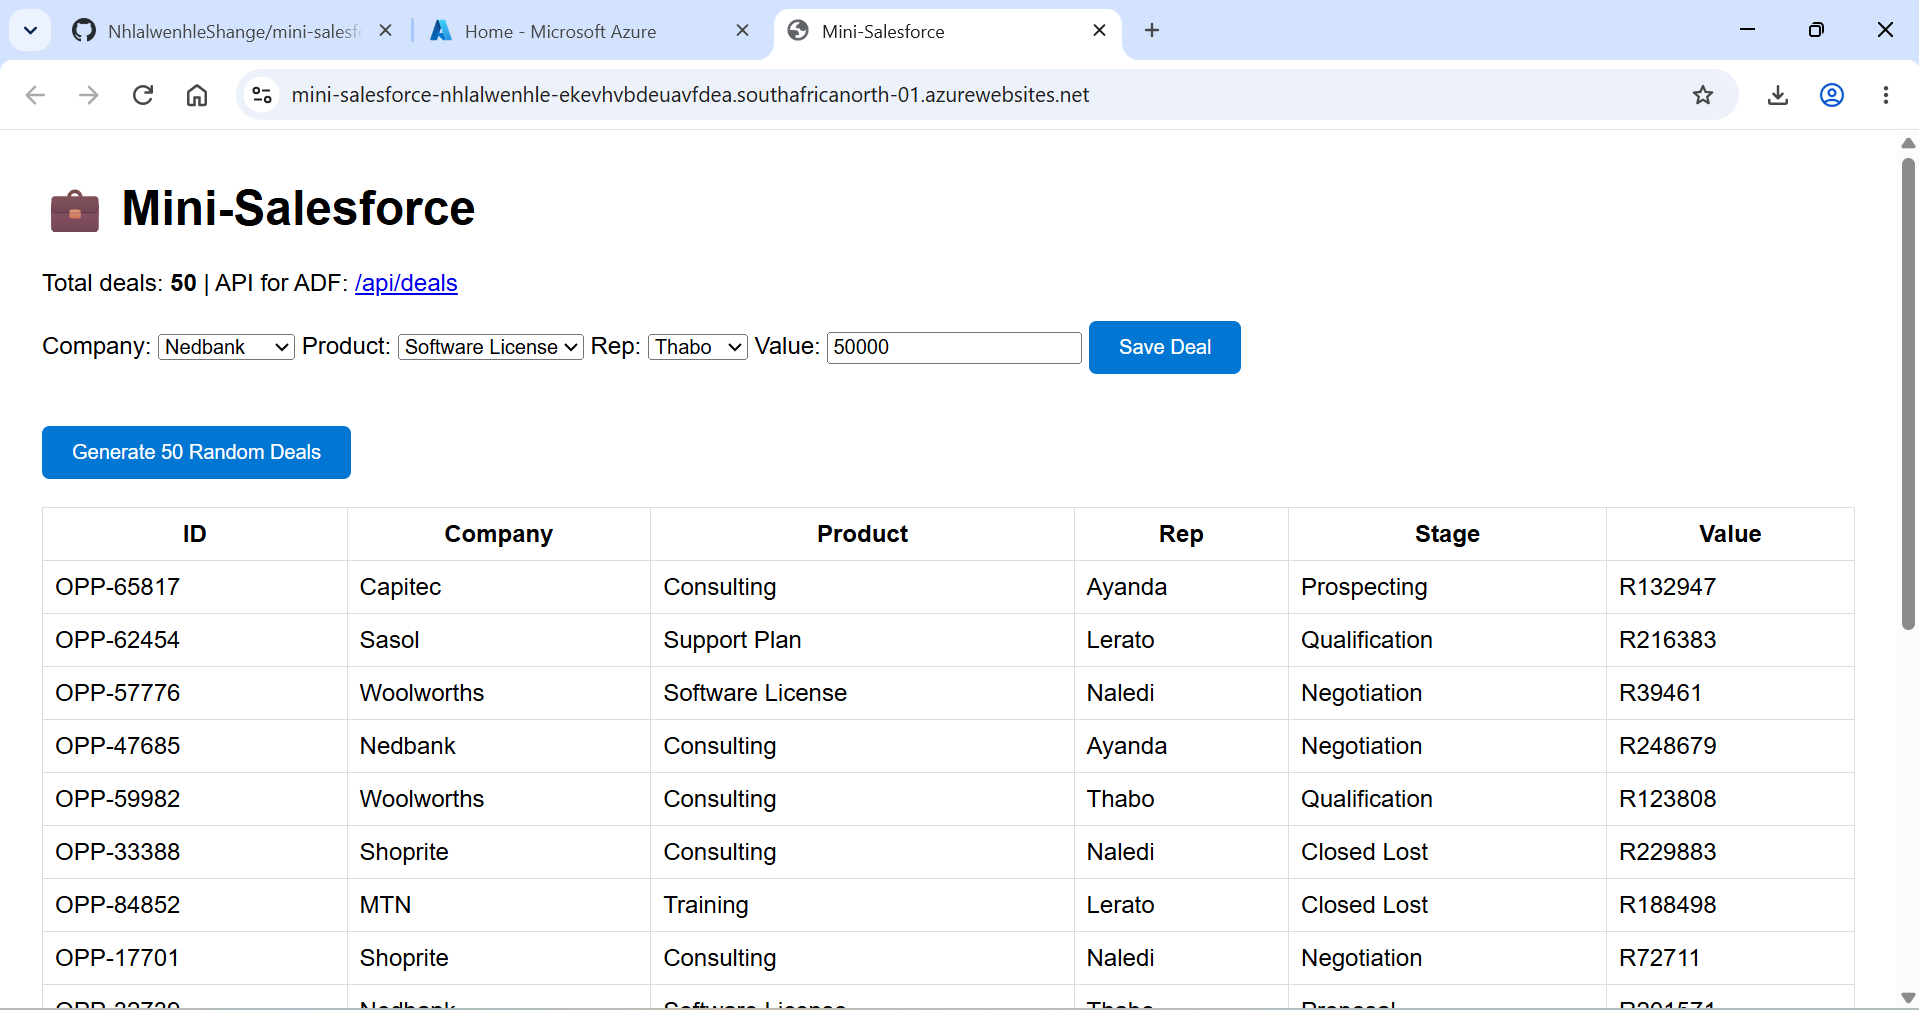 NhlalwenhleShange/mini-salesf
Home - Microsoft Azure
Mini-Salesforce
mini-salesforce-nhlalwenhle-ekevhvbdeuavfdea.southafricanorth-01.azurewebsites.net
Mini-Salesforce
Total deals: 50 | API for ADF: /api/deals
Company: Nedbank Product: Software License Rep: Thabo Value: 50000 Save Deal
Generate 50 Random Deals
ID Company Product Rep Stage Value
OPP-65817 Capitec Consulting Ayanda Prospecting R132947
OPP-62454 Sasol Support Plan Lerato Qualification R216383
OPP-57776 Woolworths Software License Naledi Negotiation R39461
OPP-47685 Nedbank Consulting Ayanda Negotiation R248679
OPP-59982 Woolworths Consulting Thabo Qualification R123808
OPP-33388 Shoprite Consulting Naledi Closed Lost R229883
OPP-84852 MTN Training Lerato Closed Lost R188498
OPP-17701 Shoprite Consulting Naledi Negotiation R72711
Nedbank Software License Thabo Proposal